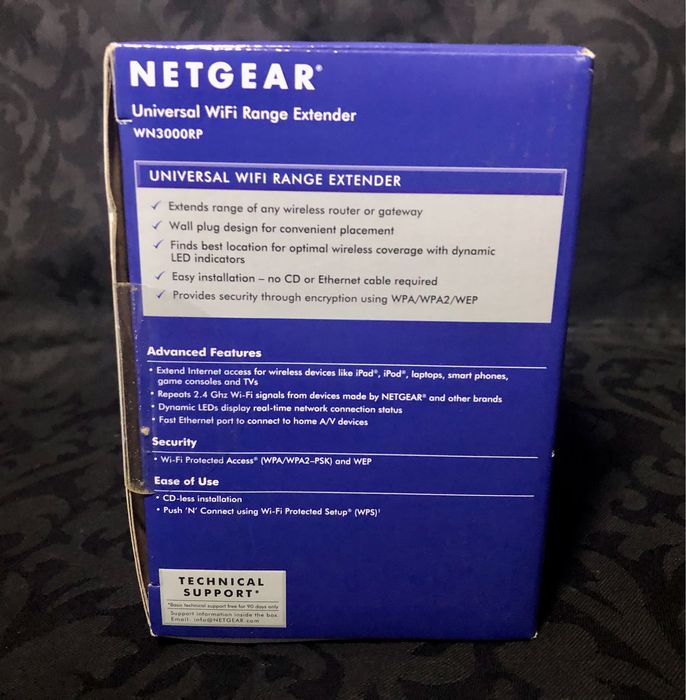 NETGEAR®
Universal WiFi Range Extender
WN3000RP
UNIVERSAL WIFI RANGE EXTENDER
✓ Extends range of any wireless router or gateway
✓ Wall plug design for convenient placement
✓ Finds best location for optimal wireless coverage with dynamic
LED indicators
✓ Easy installation – no CD or Ethernet cable required
✓ Provides security through encryption using WPA/WPA2/WEP
Advanced Features
• Extend Internet access for wireless devices like iPad®, iPod®, laptops, smart phones,
game consoles and TVs
• Repeats 2.4 Ghz Wi-Fi signals from devices made by NETGEAR® and other brands
• Dynamic LEDs display real-time network connection status
• Fast Ethernet port to connect to home A/V devices
Security
• Wi-Fi Protected Access® (WPA/WPA2–PSK) and WEP
Ease of Use
• CD-less installation
• Push 'N' Connect using Wi-Fi Protected Setup® (WPS)¹
TECHNICAL
SUPPORT*
*Basic technical support free for 90 days only
Support information inside the box
Email: info@NETGEAR.com